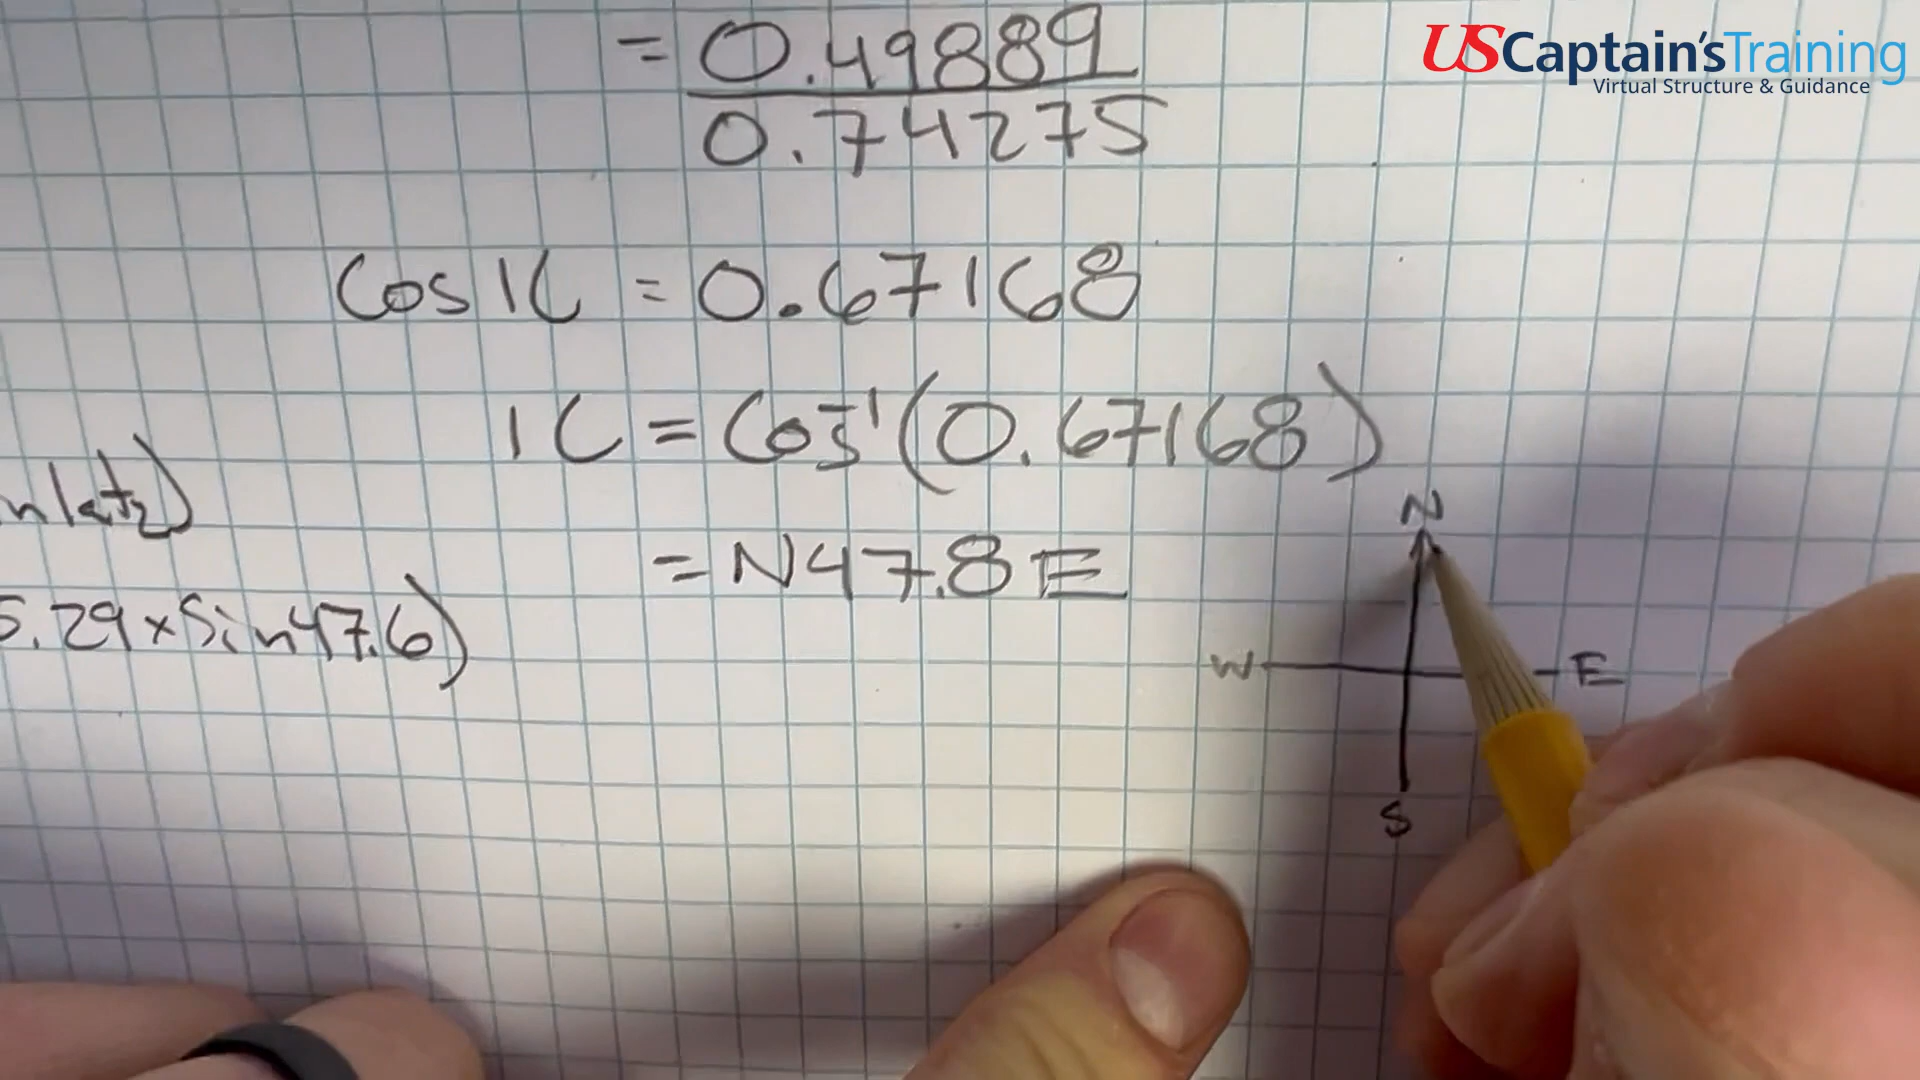 = 0.49889
0.74275
USCaptain'sTraining
Virtual Structure & Guidance
Cos IC = 0.67168
IC = Cos⁻¹(0.67168)
nlat₂)
= N47.8E
N
5.29 x Sin47.6)
W E
S